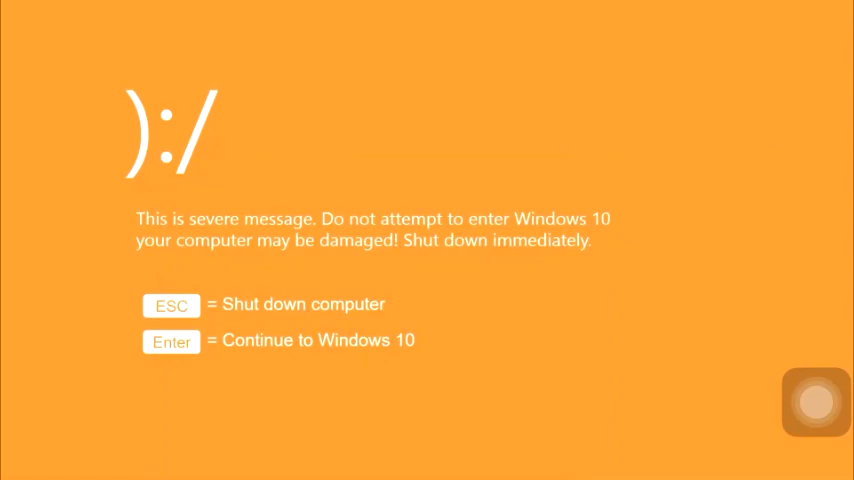 ):/
This is severe message. Do not attempt to enter Windows 10
your computer may be damaged! Shut down immediately.
ESC = Shut down computer
Enter = Continue to Windows 10